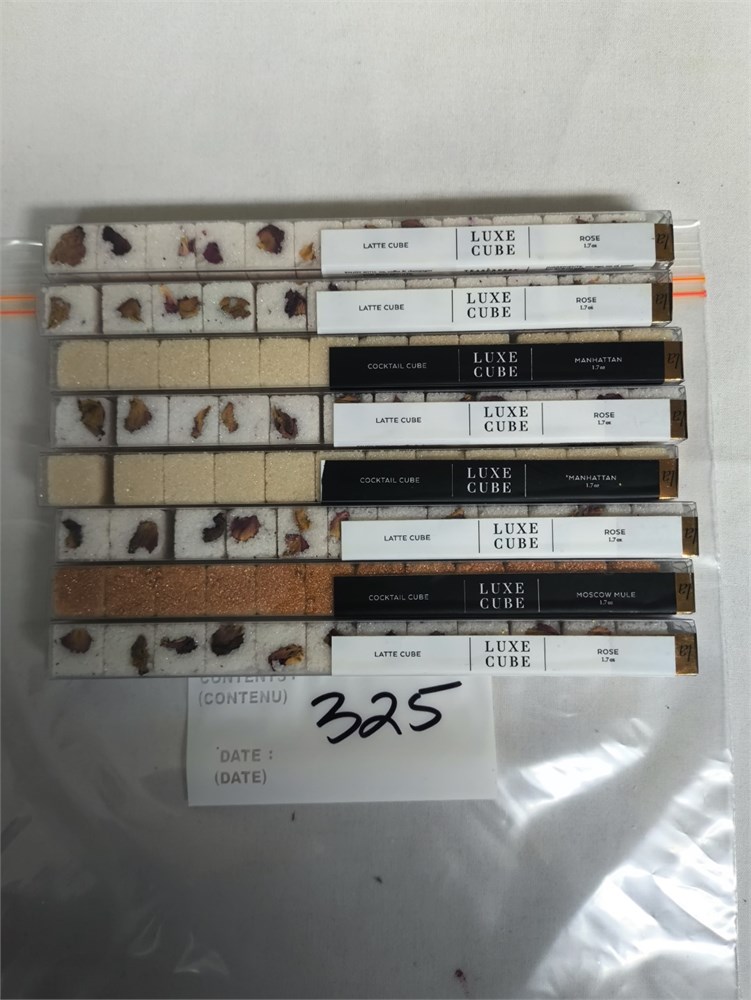 LATTE CUBE LUXE CUBE ROSE 1.7 oz
LATTE CUBE LUXE CUBE ROSE 1.7 oz
COCKTAIL CUBE LUXE CUBE MANHATTAN 1.7 oz
LATTE CUBE LUXE CUBE ROSE 1.7 oz
COCKTAIL CUBE LUXE CUBE MANHATTAN 1.7 oz
LATTE CUBE LUXE CUBE ROSE 1.7 oz
COCKTAIL CUBE LUXE CUBE MOSCOW MULE 1.7 oz
LATTE CUBE LUXE CUBE ROSE 1.7 oz
CONTENTS :
(CONTENU)
325
DATE :
(DATE)